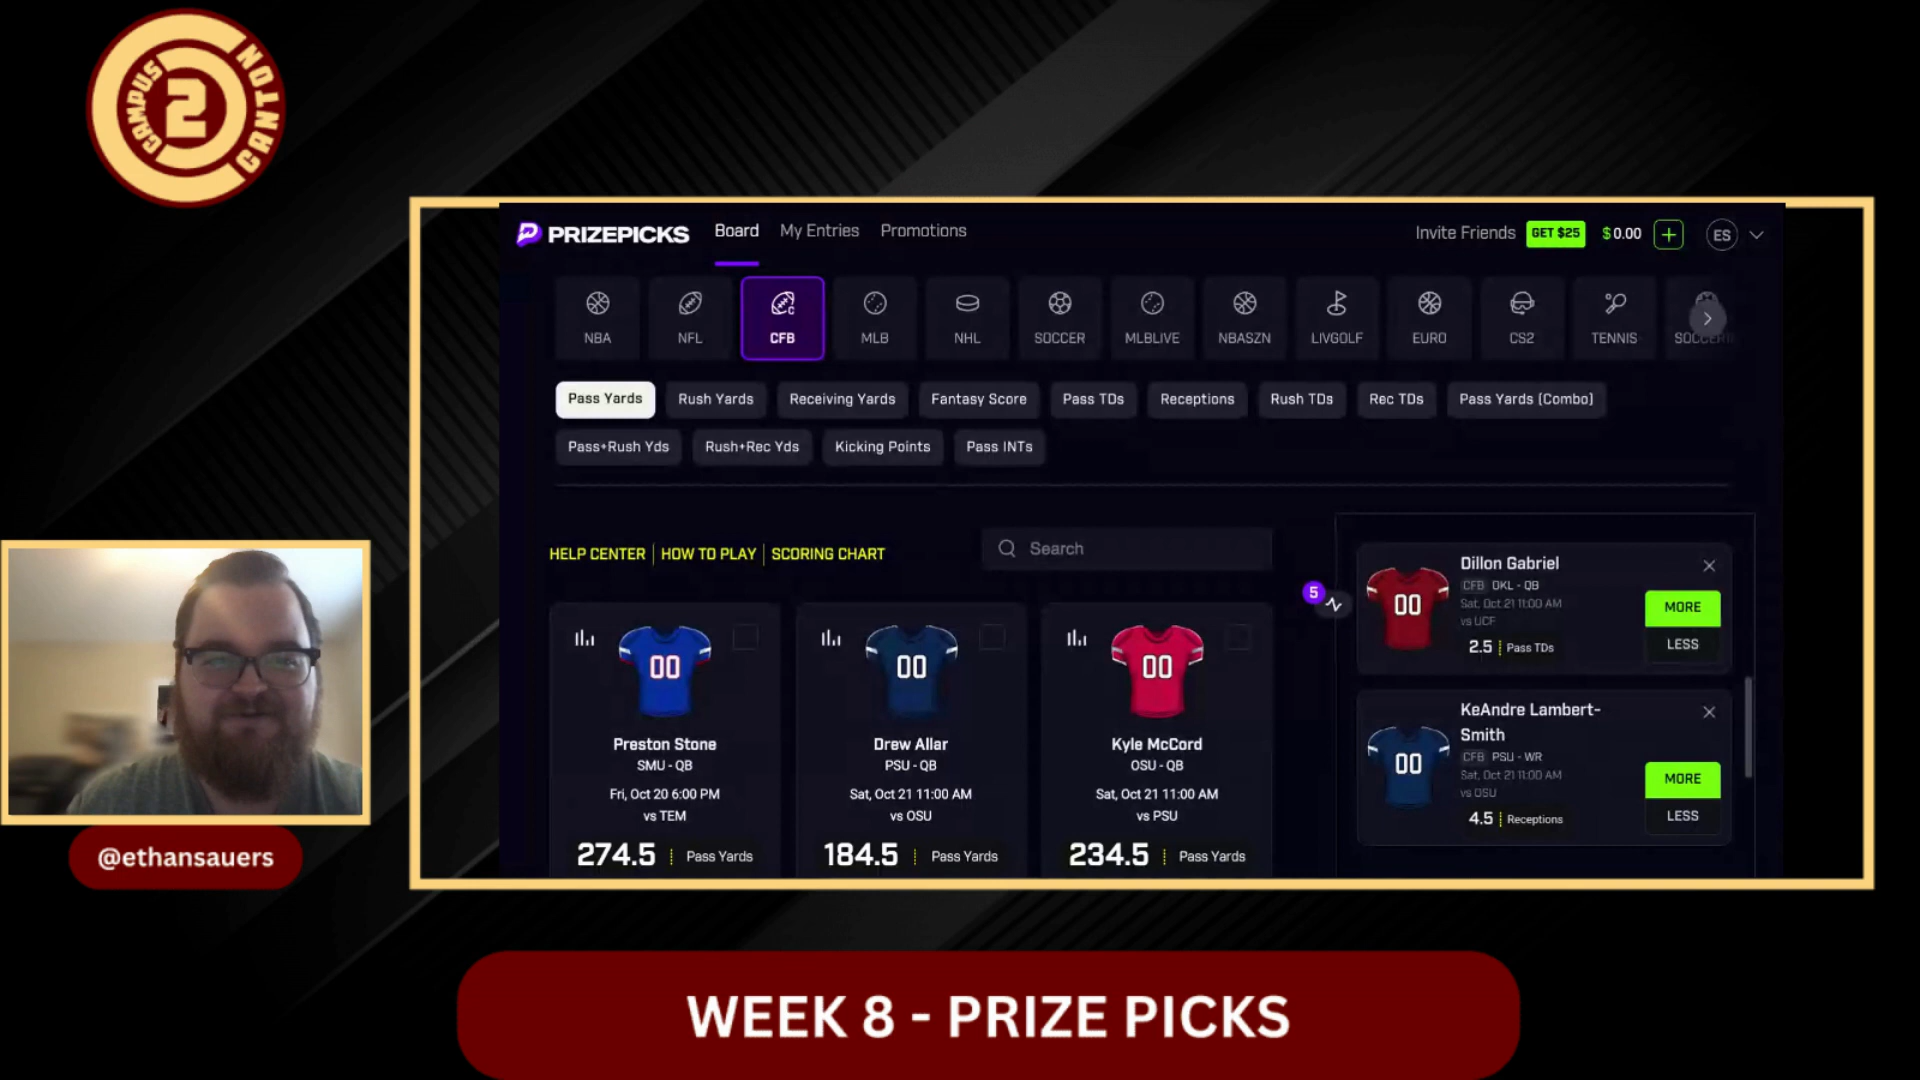 CAMPUS
2
CANTON
PRIZEPICKS
Board
My Entries
Promotions
Invite Friends
GET $25
$0.00
ES
NBA
NFL
CFB
MLB
NHL
SOCCER
MLBLIVE
NBASZN
LIVGOLF
EURO
CS2
TENNIS
Pass Yards
Rush Yards
Receiving Yards
Fantasy Score
Pass TDs
Receptions
Rush TDs
Rec TDs
Pass Yards (Combo)
Pass+Rush Yds
Rush+Rec Yds
Kicking Points
Pass INTs
HELP CENTER
HOW TO PLAY
SCORING CHART
Search
00
Preston Stone
SMU - QB
Fri, Oct 20 6:00 PM
vs TEM
274.5
Pass Yards
00
Drew Allar
PSU - QB
Sat, Oct 21 11:00 AM
vs OSU
184.5
Pass Yards
00
Kyle McCord
OSU - QB
Sat, Oct 21 11:00 AM
vs PSU
234.5
Pass Yards
5
00
Dillon Gabriel
CFB DKL - QB
Sat, Oct 21 11:00 AM
vs UCF
2.5
Pass TDs
MORE
LESS
00
KeAndre Lambert-
Smith
CFB PSU - WR
Sat, Oct 21 11:00 AM
vs OSU
4.5
Receptions
MORE
LESS
@ethansauers
WEEK 8 - PRIZE PICKS